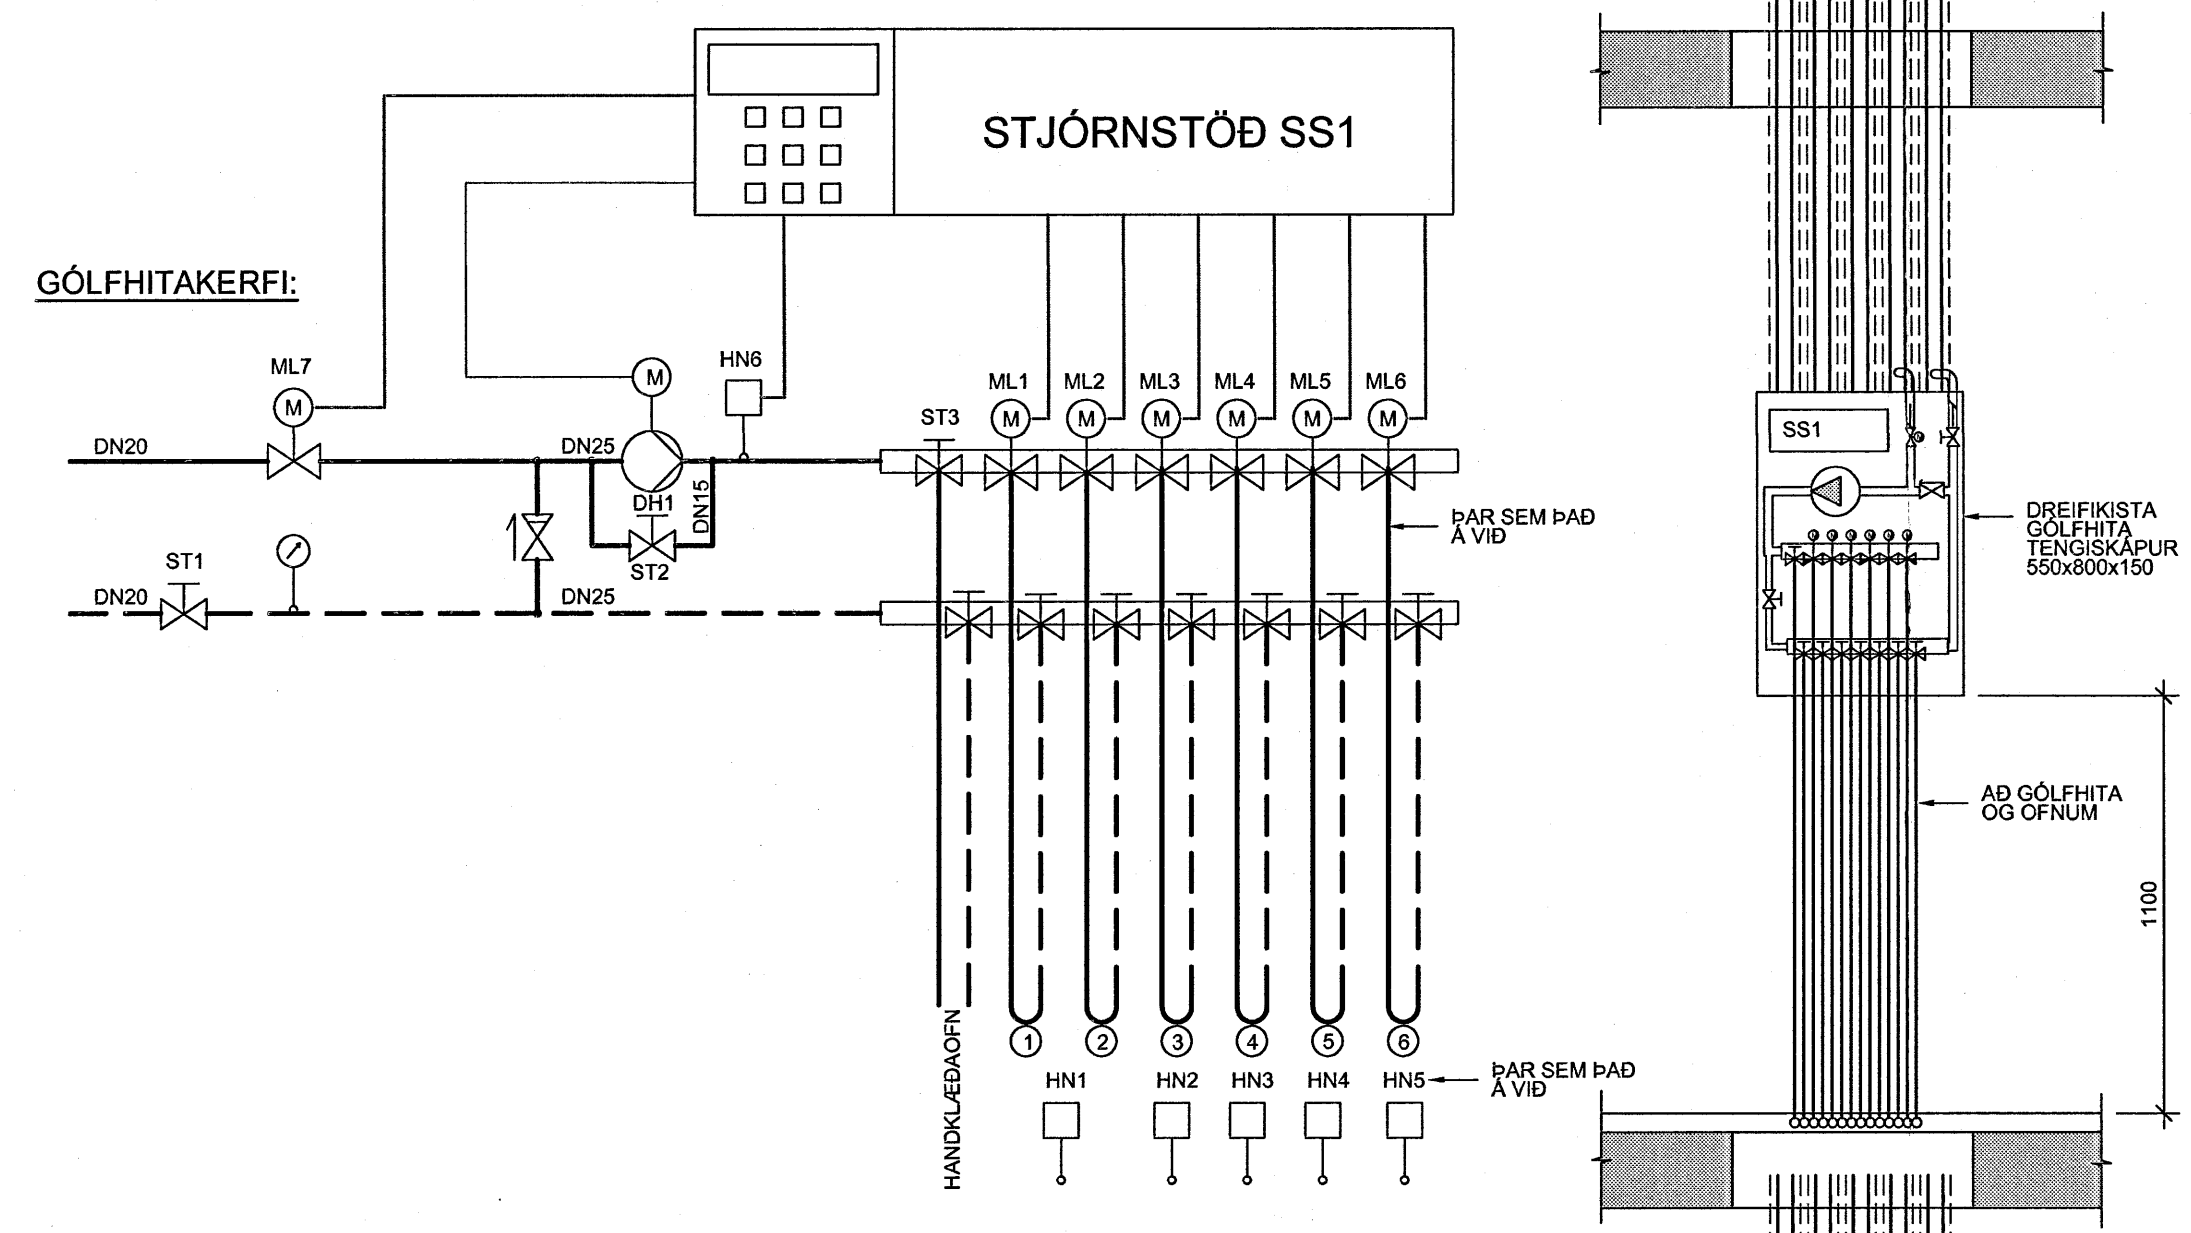 STJÓRNSTÖÐ SS1
GÓLFHITAKERFI:
ML7
M
DN20
M
HN6
DN25
DH1
DN15
ST2
ST1
DN20
DN25
ST3
ML1
ML2
ML3
ML4
ML5
ML6
M
M
M
M
M
M
ÞAR SEM ÞAÐ
Á VIÐ
HANDKLÆÐAOFN
1
2
3
4
5
6
HN1
HN2
HN3
HN4
HN5
ÞAR SEM ÞAÐ
Á VIÐ
SS1
DREIFIKISTA
GÓLFHITA
TENGISKÁPUR
550x800x150
AÐ GÓLFHITA
OG OFNUM
1100